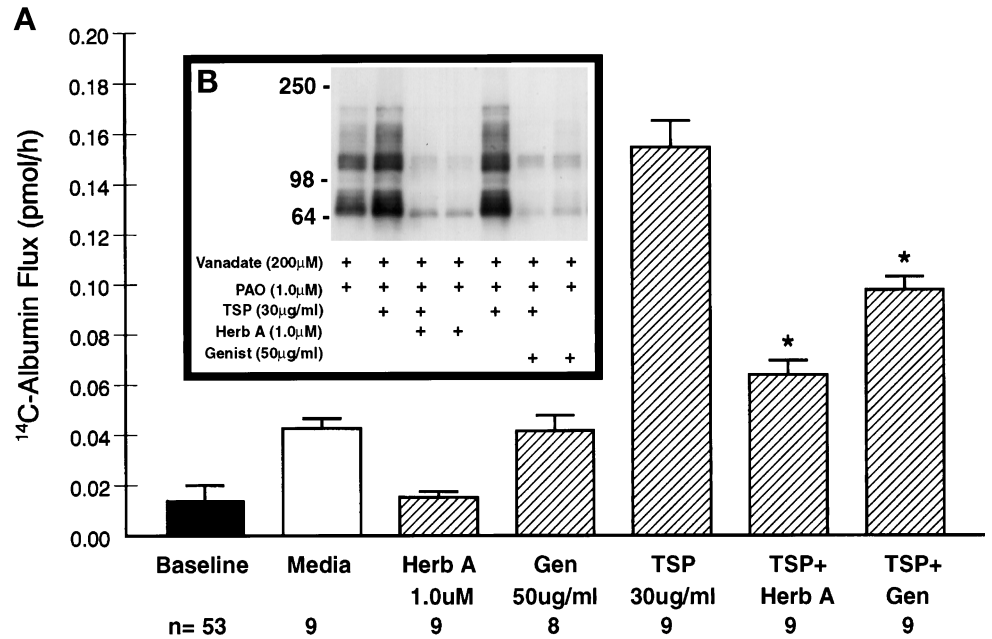 A
0.20
0.18
0.16
0.14
0.12
0.10
0.08
0.06
0.04
0.02
0.00
14C-Albumin Flux (pmol/h)
B
250 -
98 -
64 -
Vanadate (200μM) + + + + + + +
PAO (1.0μM) + + + + + + +
TSP (30μg/ml) + + + +
Herb A (1.0μM) + +
Genist (50μg/ml) + +
* *
Baseline Media Herb A Gen TSP TSP+ TSP+
1.0uM 50ug/ml 30ug/ml Herb A Gen
n= 53 9 9 8 9 9 9